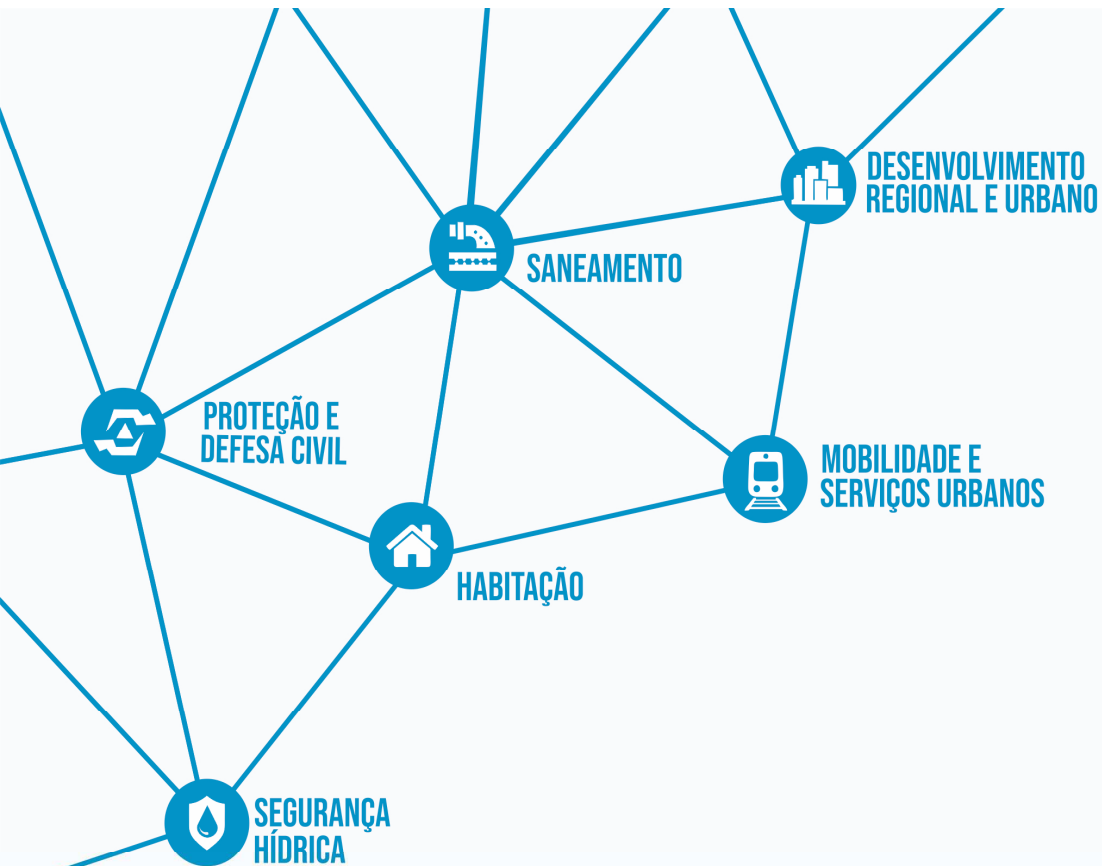 DESENVOLVIMENTO
REGIONAL E URBANO
SANEAMENTO
PROTEÇÃO E
DEFESA CIVIL
MOBILIDADE E
SERVIÇOS URBANOS
HABITAÇÃO
SEGURANÇA
HÍDRICA